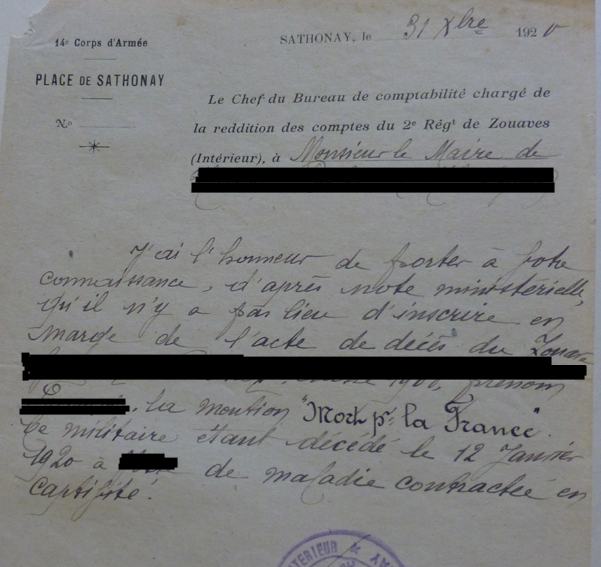 14e Corps d'Armée
PLACE DE SATHONAY
No
SATHONAY, le 31 Xbre 1920
Le Chef du Bureau de comptabilité chargé de
la reddition des comptes du 2e Régt de Zouaves
(Intérieur), à Monsieur le Maire de
J'ai l'honneur de porter à Votre
connaissance, d'après note ministérielle,
qu'il n'y a pas lieu d'inscrire en
marge de l'acte de décès du Zouave
prénom
, la mention "Mort pr la France".
Ce militaire étant décédé le 12 Janvier
1920 à de maladie contractée en
captivité.